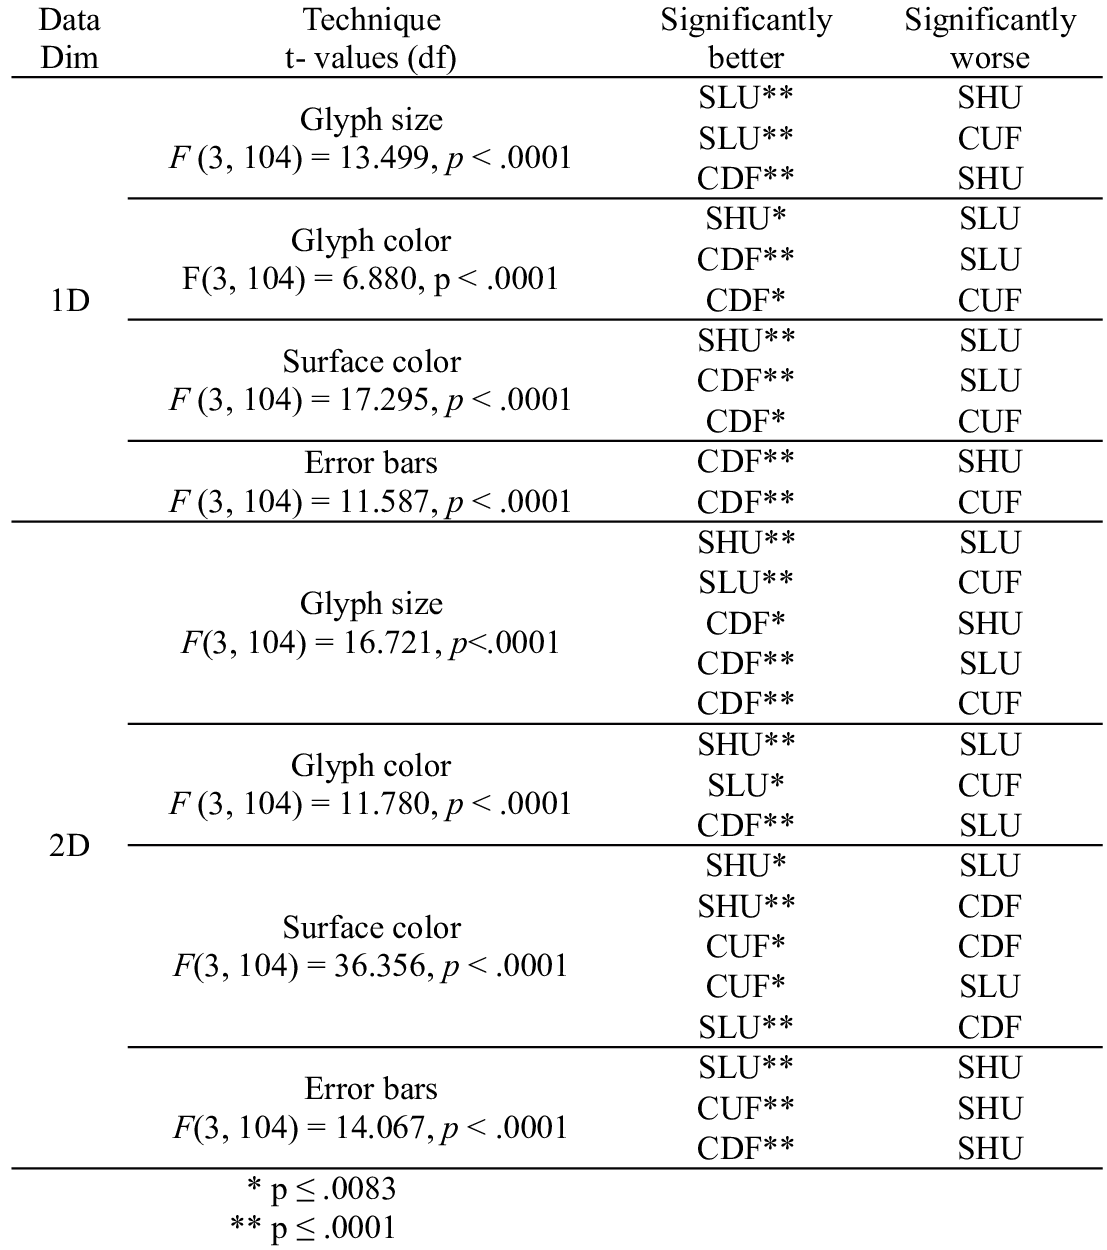 Data Technique Significantly Significantly
Dim t- values (df) better worse
SLU** SHU
Glyph size
SLU** CUF
F (3, 104) = 13.499, p < .0001
CDF** SHU
SHU* SLU
Glyph color
CDF** SLU
F(3, 104) = 6.880, p < .0001
1D
CDF* CUF
SHU** SLU
Surface color
CDF** SLU
F (3, 104) = 17.295, p < .0001
CDF* CUF
Error bars CDF** SHU
F (3, 104) = 11.587, p < .0001 CDF** CUF
SHU** SLU
SLU** CUF
Glyph size
CDF* SHU
F(3, 104) = 16.721, p<.0001
CDF** SLU
CDF** CUF
SHU** SLU
Glyph color
SLU* CUF
F (3, 104) = 11.780, p < .0001
CDF** SLU
2D
SHU* SLU
SHU** CDF
Surface color
CUF* CDF
F(3, 104) = 36.356, p < .0001
CUF* SLU
SLU** CDF
SLU** SHU
Error bars
CUF** SHU
F(3, 104) = 14.067, p < .0001
CDF** SHU
* p ≤ .0083
** p ≤ .0001